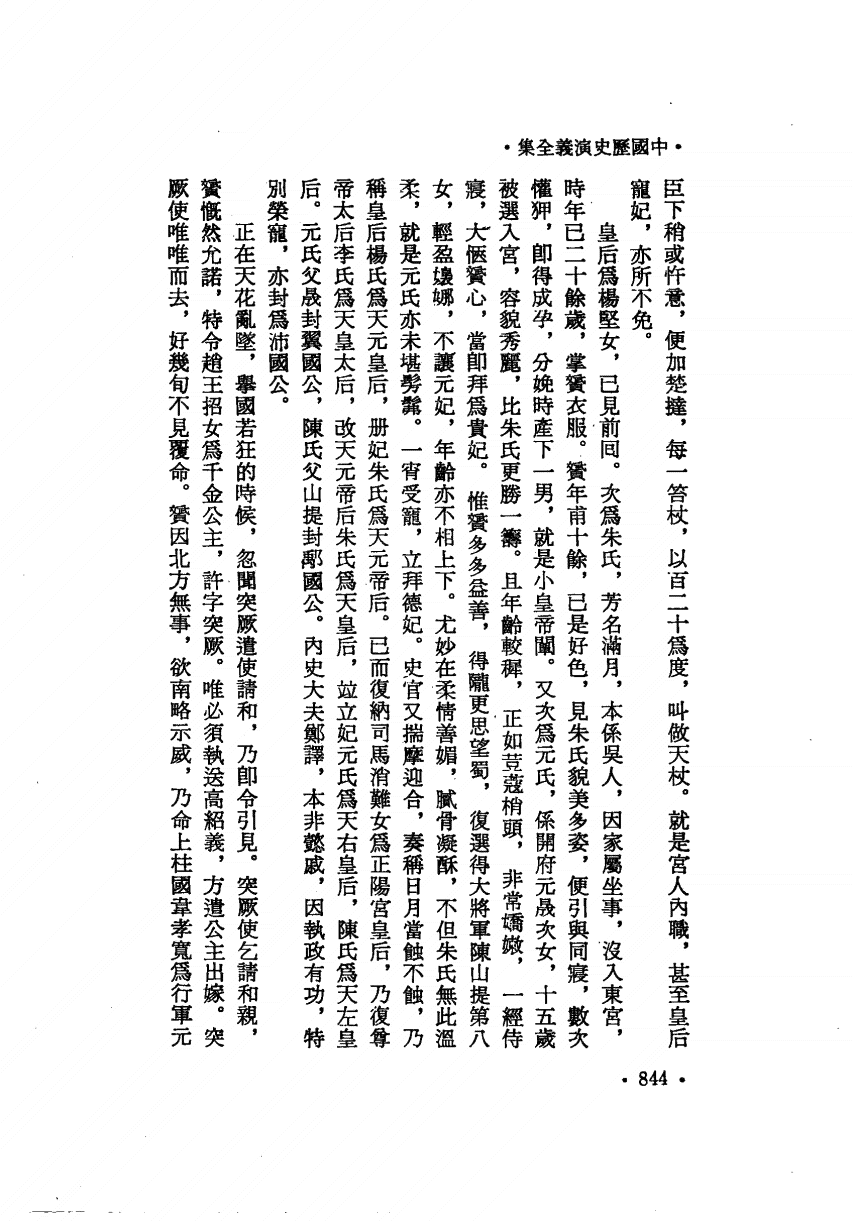 ·中國歷史演義全集·
臣下稍或忤意，便加楚撻，每一笞杖，以百二十爲度，叫做天杖。就是宮人內職，甚至皇后
寵妃，亦所不免。
皇后爲楊堅女，已見前回。次爲朱氏，芳名滿月，本係吳人，因家屬坐事，沒入東宮，
時年已二十餘歲，掌贇衣服。贇年甫十餘，已是好色，見朱氏貌美多姿，便引與同寢，數次
懽狎，卽得成孕，分娩時產下一男，就是小皇帝闡。又次爲元氏，係開府元晟次女，十五歲
被選入宮，容貌秀麗，比朱氏更勝一籌。且年齡較穉，正如荳蔻梢頭，非常嬌嫩，一經侍
寢，大愜贇心，當卽拜爲貴妃。惟贇多多益善，得隴更思望蜀，復選得大將軍陳山提第八
女，輕盈嬝娜，不讓元妃，年齡亦不相上下。尤妙在柔情善媚，膩骨凝酥，不但朱氏無此溫
柔，就是元氏亦未堪髣髴。一宵受寵，立拜德妃。史官又揣摩迎合，奏稱日月當蝕不蝕，乃
稱皇后楊氏爲天元皇后，册妃朱氏爲天元帝后。已而復納司馬消難女爲正陽宮皇后，乃復尊
帝太后李氏爲天皇太后，改天元帝后朱氏爲天皇后，竝立妃元氏爲天右皇后，陳氏爲天左皇
后。元氏父晟封翼國公，陳氏父山提封鄅國公。內史大夫鄭譯，本非懿戚，因執政有功，特
別榮寵，亦封爲沛國公。
正在天花亂墜，舉國若狂的時候，忽聞突厥遣使請和，乃卽令引見。突厥使乞請和親，
贇慨然允諾，特令趙王招女爲千金公主，許字突厥。唯必須執送高紹義，方遣公主出嫁。突
厥使唯唯而去，好幾旬不見覆命。贇因北方無事，欲南略示威，乃命上柱國韋孝寬爲行軍元
·844·